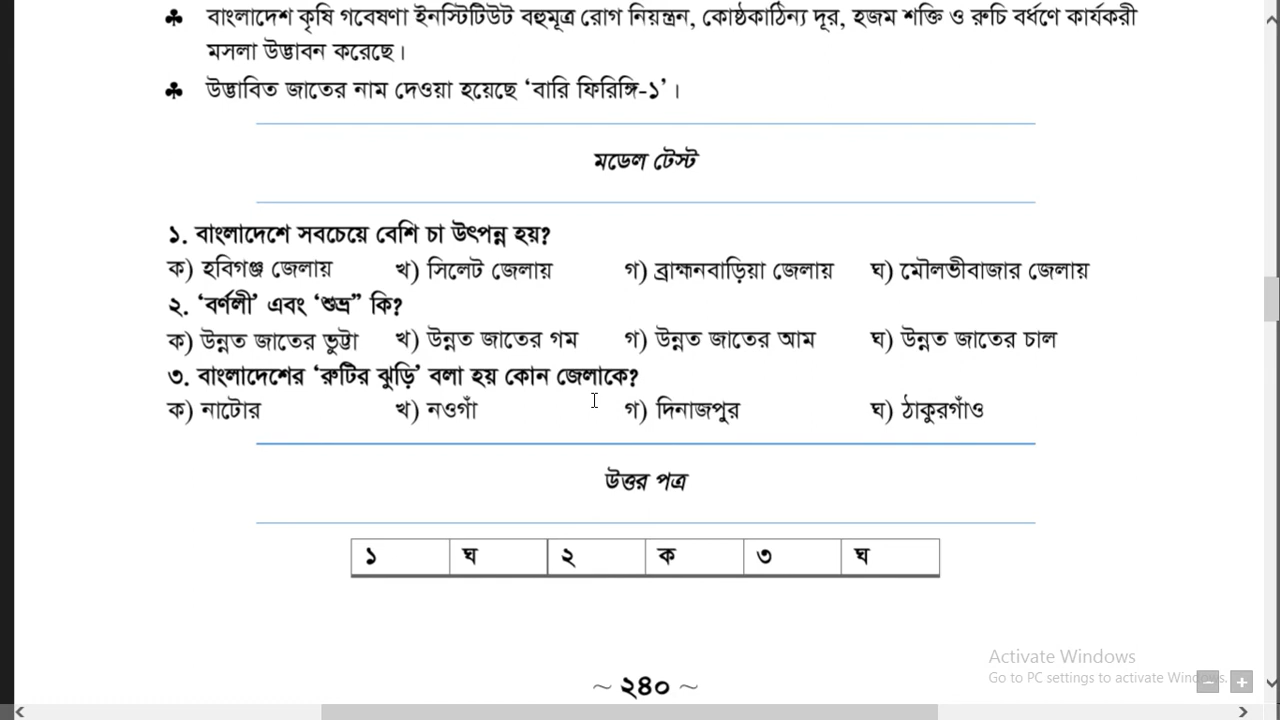 ♣ বাংলাদেশ কৃষি গবেষণা ইনস্টিটিউট বহুমূত্র রোগ নিয়ন্ত্রন, কোষ্ঠকাঠিন্য দূর, হজম শক্তি ও রুচি বর্ধণে কার্যকরী
মসলা উদ্ভাবন করেছে।
♣ উদ্ভাবিত জাতের নাম দেওয়া হয়েছে ‘বারি ফিরিঙ্গি-১’।
মডেল টেস্ট
১. বাংলাদেশে সবচেয়ে বেশি চা উৎপন্ন হয়?
ক) হবিগঞ্জ জেলায় খ) সিলেট জেলায় গ) ব্রাহ্মনবাড়িয়া জেলায় ঘ) মৌলভীবাজার জেলায়
২. ‘বর্ণলী’ এবং ‘শুভ্র” কি?
ক) উন্নত জাতের ভুট্টা খ) উন্নত জাতের গম গ) উন্নত জাতের আম ঘ) উন্নত জাতের চাল
৩. বাংলাদেশের ‘রুটির ঝুড়ি’ বলা হয় কোন জেলাকে?
ক) নাটোর খ) নওগাঁ গ) দিনাজপুর ঘ) ঠাকুরগাঁও
উত্তর পত্র
১ ঘ ২ ক ৩ ঘ
Activate Windows
Go to PC settings to activate Windows.
~ ২৪০ ~